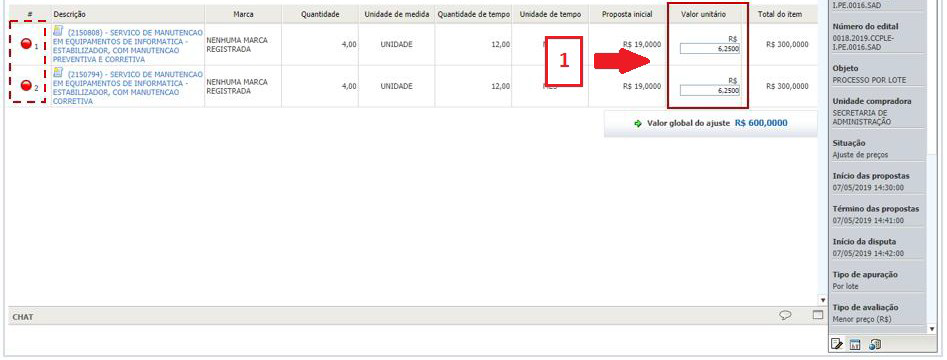 # Descrição Marca Quantidade Unidade de medida Quantidade de tempo Unidade de tempo Proposta inicial Valor unitário Total do item
1 (2150808) - SERVICO DE MANUTENCAO
EM EQUIPAMENTOS DE INFORMATICA -
ESTABILIZADOR, COM MANUTENCAO
PREVENTIVA E CORRETIVA
NENHUMA MARCA
REGISTRADA
4,00 UNIDADE 12,00 R$ 19,0000 R$
6,2500
R$ 300,0000
1
2 (2150794) - SERVICO DE MANUTENCAO
EM EQUIPAMENTOS DE INFORMATICA -
ESTABILIZADOR, COM MANUTENCAO
CORRETIVA
NENHUMA MARCA
REGISTRADA
4,00 UNIDADE 12,00 R$ 19,0000 R$
6,2500
R$ 300,0000
Valor global do ajuste R$ 600,0000
CHAT
I.PE.0016.SAD
Número do edital
0018.2019.CCPLE-
I.PE.0016.SAD
Objeto
PROCESSO POR LOTE
Unidade compradora
SECRETARIA DE
ADMINISTRAÇÃO
Situação
Ajuste de preços
Início das propostas
07/05/2019 14:30:00
Término das propostas
07/05/2019 14:41:00
Início da disputa
07/05/2019 14:42:00
Tipo de apuração
Por lote
Tipo de avaliação
Menor preço (R$)